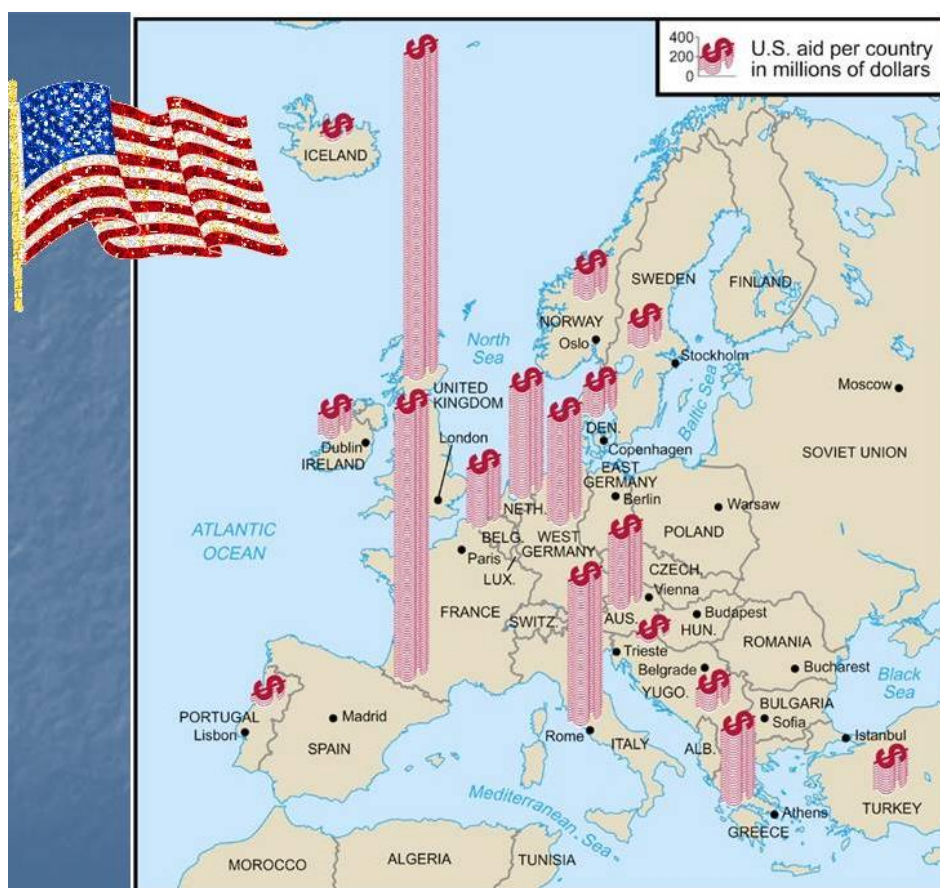 400
200
0
U.S. aid per country
in millions of dollars
$
$
$
ICELAND
$
SWEDEN
FINLAND
$
NORWAY
Oslo
North
Sea
Stockholm
Baltic Sea
Moscow
$
$
UNITED
KINGDOM
$
$
$
London
Dublin
IRELAND
DEN.
Copenhagen
SOVIET UNION
$
EAST
GERMANY
Berlin
Warsaw
NETH.
ATLANTIC
OCEAN
BELG.
WEST
GERMANY
POLAND
$
Paris
LUX.
CZECH.
$
Vienna
FRANCE
SWITZ.
AUS.
Budapest
HUN.
$
ROMANIA
Trieste
Belgrade
Bucharest
$
$
YUGO.
Black
Sea
BULGARIA
Sofia
PORTUGAL
Lisbon
Madrid
SPAIN
Rome
ITALY
ALB.
$
Istanbul
$
TURKEY
Mediterranean Sea
Athens
GREECE
MOROCCO
ALGERIA
TUNISIA